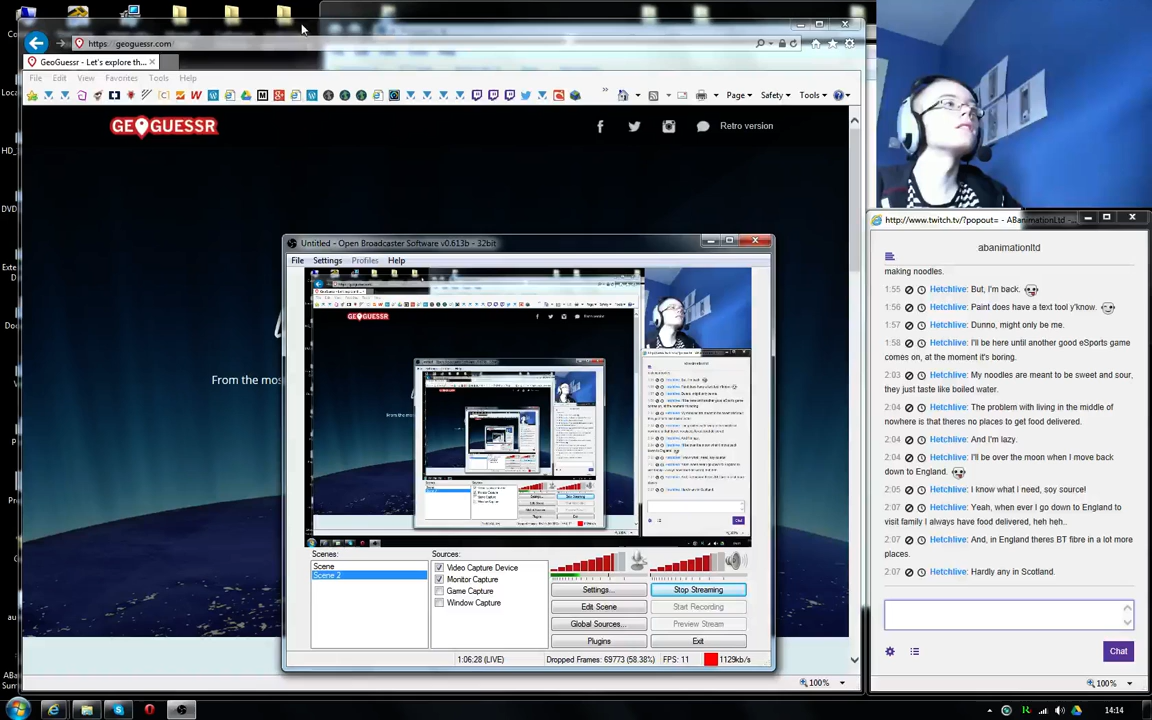 https://geoguessr.com/
GeoGuessr - Let's explore th...
File Edit View Favorites Tools Help
Page Safety Tools
GEOGUESSR
Retro version
From the mos
Untitled - Open Broadcaster Software v0.613b - 32bit
File Settings Profiles Help
Scenes:
Scene
Scene 2
Sources:
Video Capture Device
Monitor Capture
Game Capture
Window Capture
Settings...
Stop Streaming
Edit Scene
Start Recording
Global Sources...
Preview Stream
Plugins
Exit
1:06:28 (LIVE)
Dropped Frames: 69773 (58.38%)
FPS: 11
1129kb/s
100%
http://www.twitch.tv/?popout= - ABanimationLtd - ...
abanimationltd
making noodles.
1:55 Hetchlive: But, I'm back.
1:56 Hetchlive: Paint does have a text tool y'know.
1:57 Hetchlive: Dunno, might only be me.
1:58 Hetchlive: I'll be here until another good eSports game
comes on, at the moment it's boring.
2:03 Hetchlive: My noodles are meant to be sweet and sour,
they just taste like boiled water.
2:04 Hetchlive: The problem with living in the middle of
nowhere is that theres no places to get food delivered.
2:04 Hetchlive: And I'm lazy.
2:04 Hetchlive: I'll be over the moon when I move back
down to England.
2:05 Hetchlive: I know what I need, soy source!
2:07 Hetchlive: Yeah, when ever I go down to England to
visit family I always have food delivered, heh heh..
2:07 Hetchlive: And, in England theres BT fibre in a lot more
places.
2:07 Hetchlive: Hardly any in Scotland.
Chat
100%
14:14